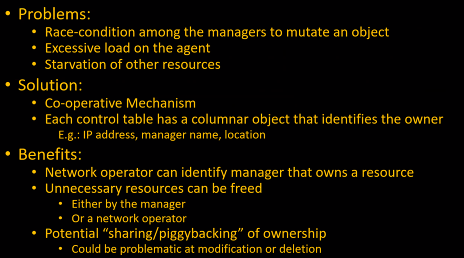 • Problems:
• Race-condition among the managers to mutate an object
• Excessive load on the agent
• Starvation of other resources
• Solution:
• Co-operative Mechanism
• Each control table has a columnar object that identifies the owner
E.g.: IP address, manager name, location
• Benefits:
• Network operator can identify manager that owns a resource
• Unnecessary resources can be freed
• Either by the manager
• Or a network operator
• Potential “sharing/piggybacking” of ownership
• Could be problematic at modification or deletion